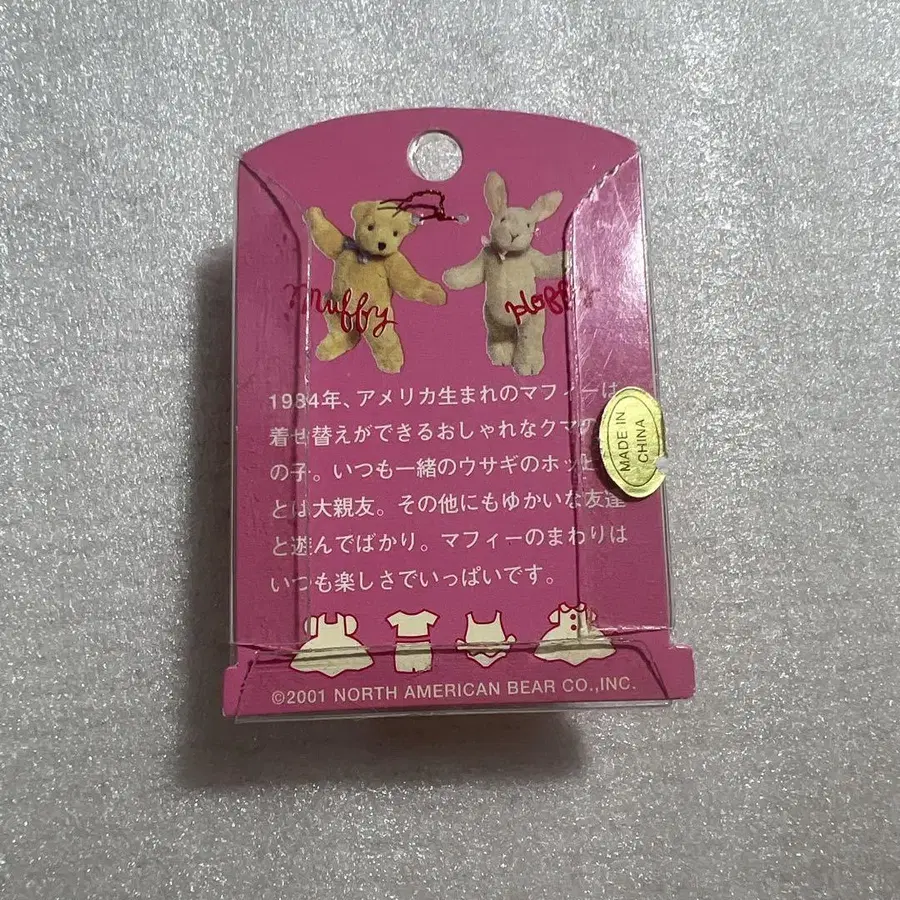 Muffy
Hoppy
1984年、アメリカ生まれのマフィーは
着せ替えができるおしゃれなクマの
の子。いつも一緒のウサギのホッピ
とは大親友。その他にもゆかいな友達
と遊んでばかり。マフィーのまわりは
いつも楽しさでいっぱいです。
MADE IN
CHINA
©2001 NORTH AMERICAN BEAR CO.,INC.